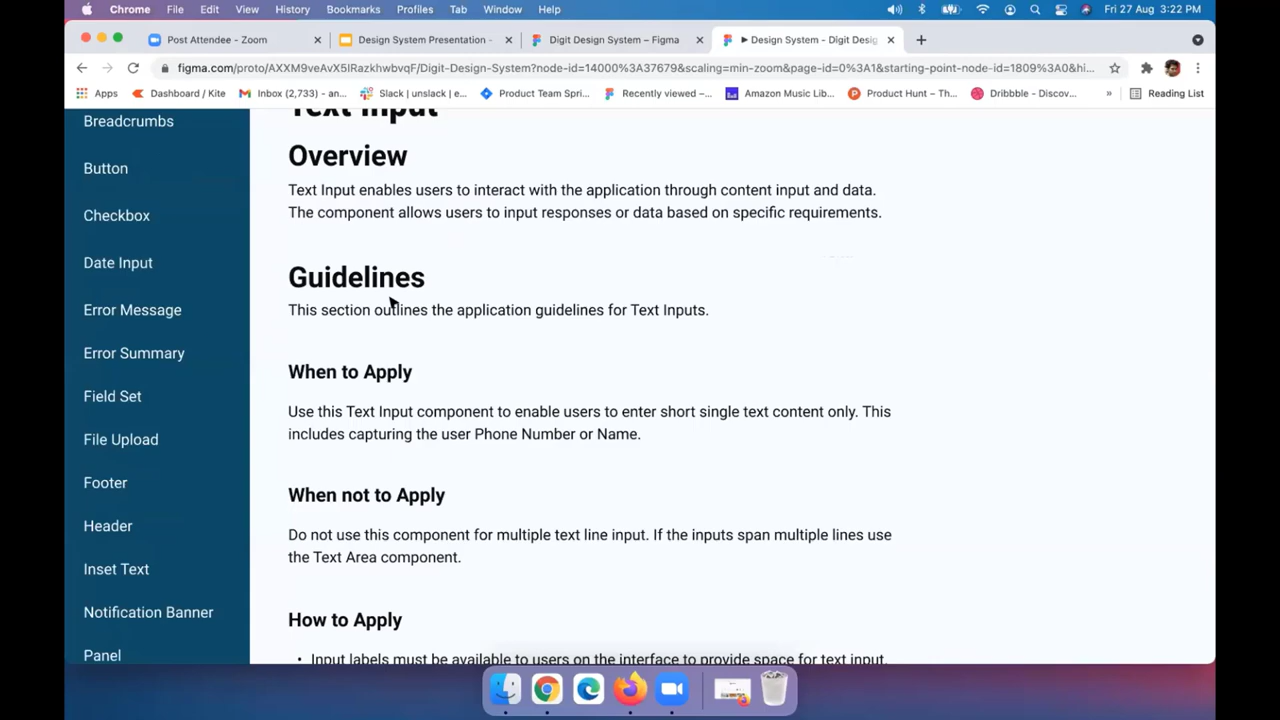 Chrome File Edit View History Bookmarks Profiles Tab Window Help Fri 27 Aug 3:22 PM
Post Attendee - Zoom Design System Presentation - Digit Design System – Figma Design System - Digit Desig
figma.com/proto/AXXM9veAvX5IRazkhwbvqF/Digit-Design-System?node-id=14000%3A37679&scaling=min-zoom&page-id=0%3A1&starting-point-node-id=1809%3A0&hi...
Apps Dashboard / Kite Inbox (2,733) - an... Slack | unslack | e... Product Team Spri... Recently viewed –... Amazon Music Lib... Product Hunt – Th... Dribbble - Discov... » Reading List
Breadcrumbs
Button
Checkbox
Date Input
Error Message
Error Summary
Field Set
File Upload
Footer
Header
Inset Text
Notification Banner
Panel
Text Input
Overview
Text Input enables users to interact with the application through content input and data.
The component allows users to input responses or data based on specific requirements.
Guidelines
This section outlines the application guidelines for Text Inputs.
When to Apply
Use this Text Input component to enable users to enter short single text content only. This
includes capturing the user Phone Number or Name.
When not to Apply
Do not use this component for multiple text line input. If the inputs span multiple lines use
the Text Area component.
How to Apply
• Input labels must be available to users on the interface to provide space for text input.